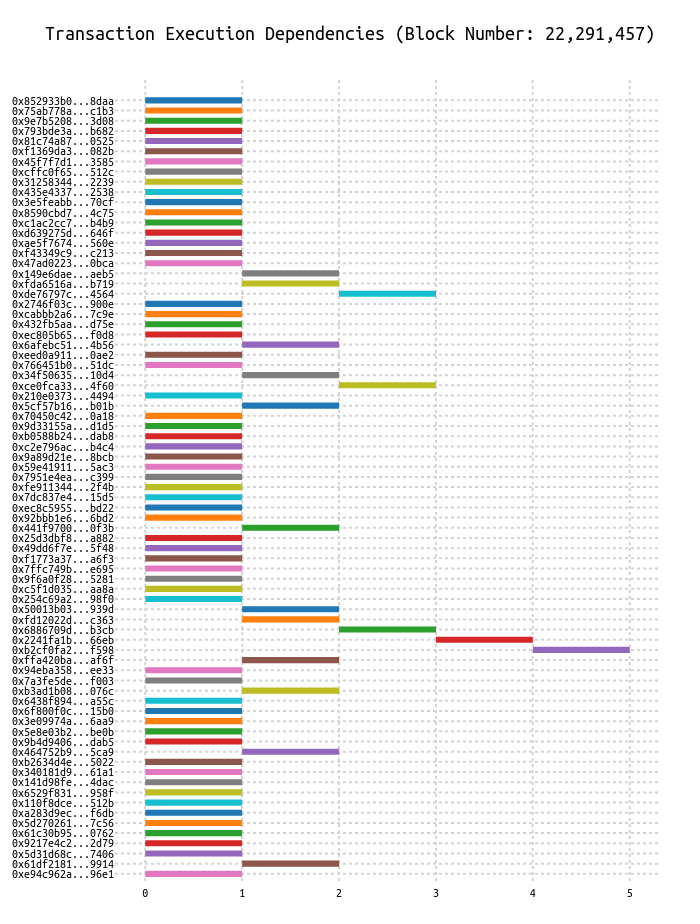 Transaction Execution Dependencies (Block Number: 22,291,457)
0x852933b0...8daa
0x75ab778a...c1b3
0x9e7b5208...3d08
0x793bde3a...b682
0x81c74a87...0525
0xf1369da3...082b
0x45f7f7d1...3585
0xcffc0f65...512c
0x31258344...2239
0x435e4337...2538
0x3e5feabb...70cf
0x8590cbd7...4c75
0xc1ac2cc7...b4b9
0xd639275d...646f
0xae5f7674...560e
0xf43349c9...c213
0x47ad0223...0bca
0x149e6dae...aeb5
0xfda6516a...b719
0xde76797c...4564
0x2746f03c...900e
0xcabbb2a6...7c9e
0x432fb5aa...d75e
0xec805b65...f0d8
0x6afebc51...4b56
0xeed0a911...0ae2
0x766451b0...51dc
0x34f50635...10d4
0xce0fca33...4f60
0x210e0373...4494
0x5cf57b16...b01b
0x70450c42...0a18
0x9d33155a...d1d5
0xb0588b24...dab8
0xc2e796ac...b4c4
0x9a89d21e...8bcb
0x59e41911...5ac3
0x7951e4ea...c399
0xfe911344...2f4b
0x7dc837e4...15d5
0xec8c5955...bd22
0x92bbb1e6...6bd2
0x441f9700...0f3b
0x25d3dbf8...a882
0x49dd6f7e...5f48
0xf1773a37...a6f3
0x7ffc749b...e695
0x9f6a0f28...5281
0xc5f1d035...aa8a
0x254c69a2...98f0
0x50013b03...939d
0xfd12022d...c363
0x6886709d...b3cb
0x2241fa1b...66eb
0xb2cf0fa2...f598
0xffa420ba...af6f
0x94eba358...ee33
0x7a3fe5de...f003
0xb3ad1b08...076c
0x6438f894...a55c
0x6f800f0c...15b0
0x3e09974a...6aa9
0x5e8e03b2...be0b
0x9b4d9406...dab5
0x464752b9...5ca9
0xb2634d4e...5022
0x340181d9...61a1
0x141d98fe...4dac
0x6529f831...958f
0x110f8dce...512b
0xa283d9ec...f6db
0x5d270261...7c56
0x61c30b95...0762
0x9217e4c2...2d79
0x5d31d68c...7406
0x61df2181...9914
0xe94c962a...96e1
0 1 2 3 4 5